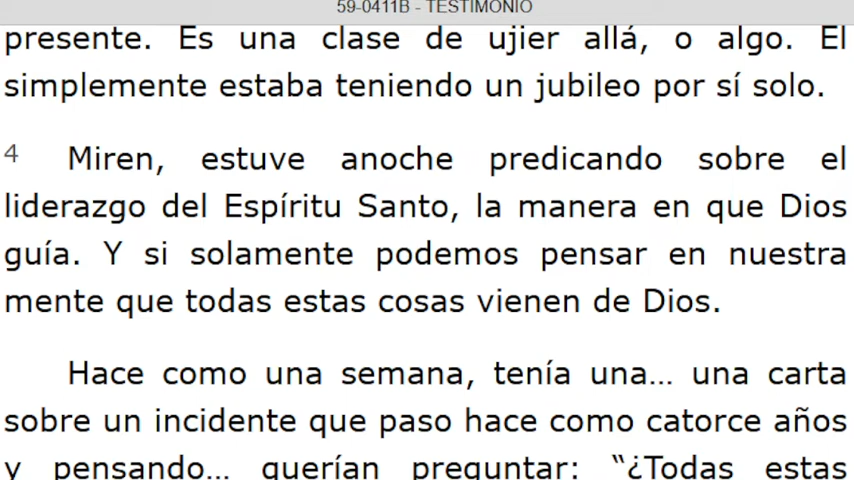 59-0411B - TESTIMONIO
presente. Es una clase de ujier allá, o algo. El
simplemente estaba teniendo un jubileo por sí solo.
4 Miren, estuve anoche predicando sobre el
liderazgo del Espíritu Santo, la manera en que Dios
guía. Y si solamente podemos pensar en nuestra
mente que todas estas cosas vienen de Dios.
Hace como una semana, tenía una... una carta
sobre un incidente que paso hace como catorce años
y pensando... querían preguntar: “¿Todas estas